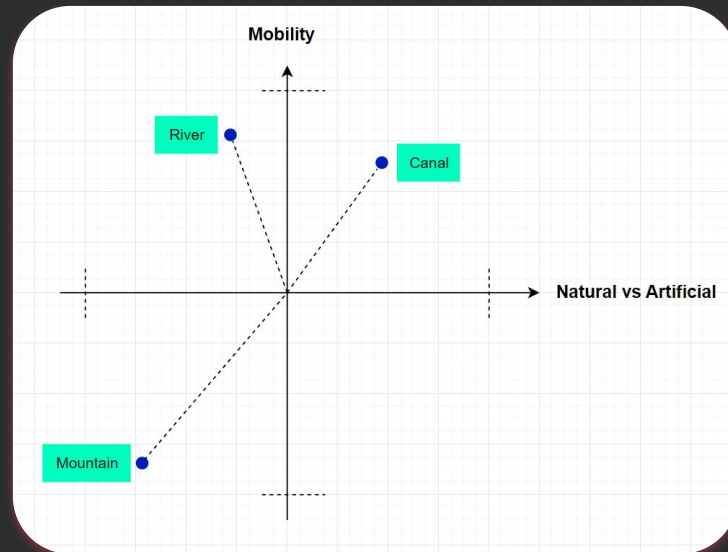 Mobility
River
Canal
Natural vs Artificial
Mountain